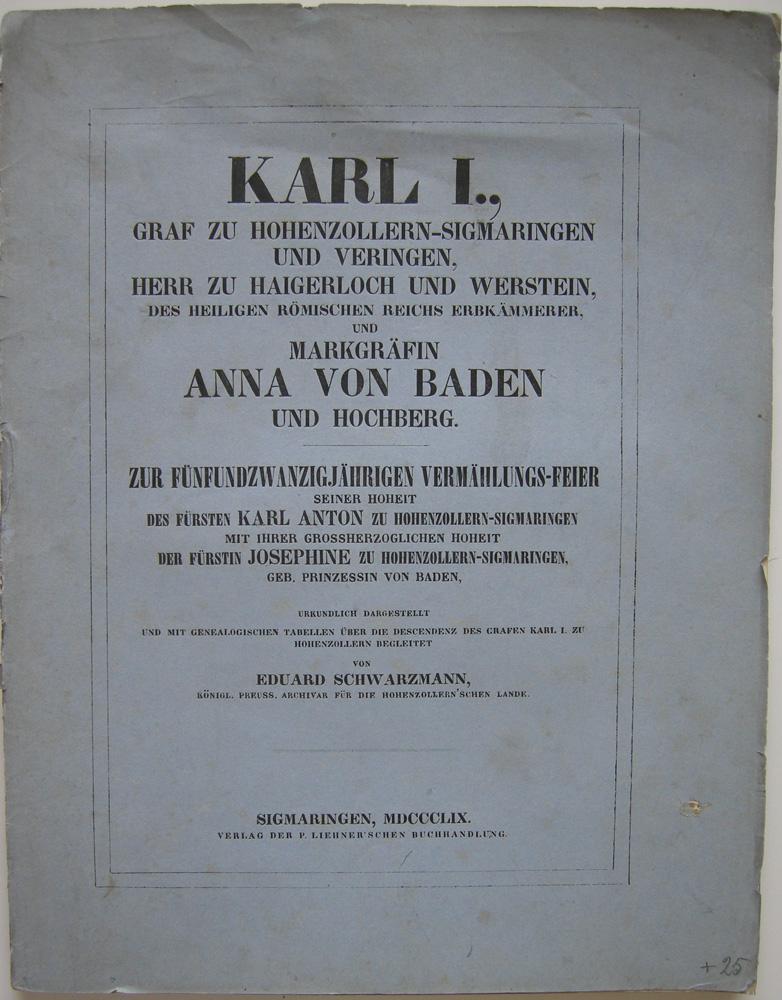 KARL I.,
GRAF ZU HOHENZOLLERN-SIGMARINGEN
UND VERINGEN,
HERR ZU HAIGERLOCH UND WERSTEIN,
DES HEILIGEN RÖMISCHEN REICHS ERBKÄMMERER,
UND
MARKGRÄFIN
ANNA VON BADEN
UND HOCHBERG.
ZUR FÜNFUNDZWANZIGJÄHRIGEN VERMÄHLUNGS-FEIER
SEINER HOHEIT
DES FÜRSTEN KARL ANTON ZU HOHENZOLLERN-SIGMARINGEN
MIT IHRER GROSSHERZOGLICHEN HOHEIT
DER FÜRSTIN JOSEPHINE ZU HOHENZOLLERN-SIGMARINGEN,
GEB. PRINZESSIN VON BADEN,
URKUNDLICH DARGESTELLT
UND MIT GENEALOGISCHEN TABELLEN ÜBER DIE DESCENDENZ DES GRAFEN KARL I. ZU
HOHENZOLLERN BEGLEITET
VON
EDUARD SCHWARZMANN,
KÖNIGL. PREUSS. ARCHIVAR FÜR DIE HOHENZOLLERN'SCHEN LANDE.
SIGMARINGEN, MDCCCLIX.
VERLAG DER P. LIEHNER'SCHEN BUCHHANDLUNG.
+25